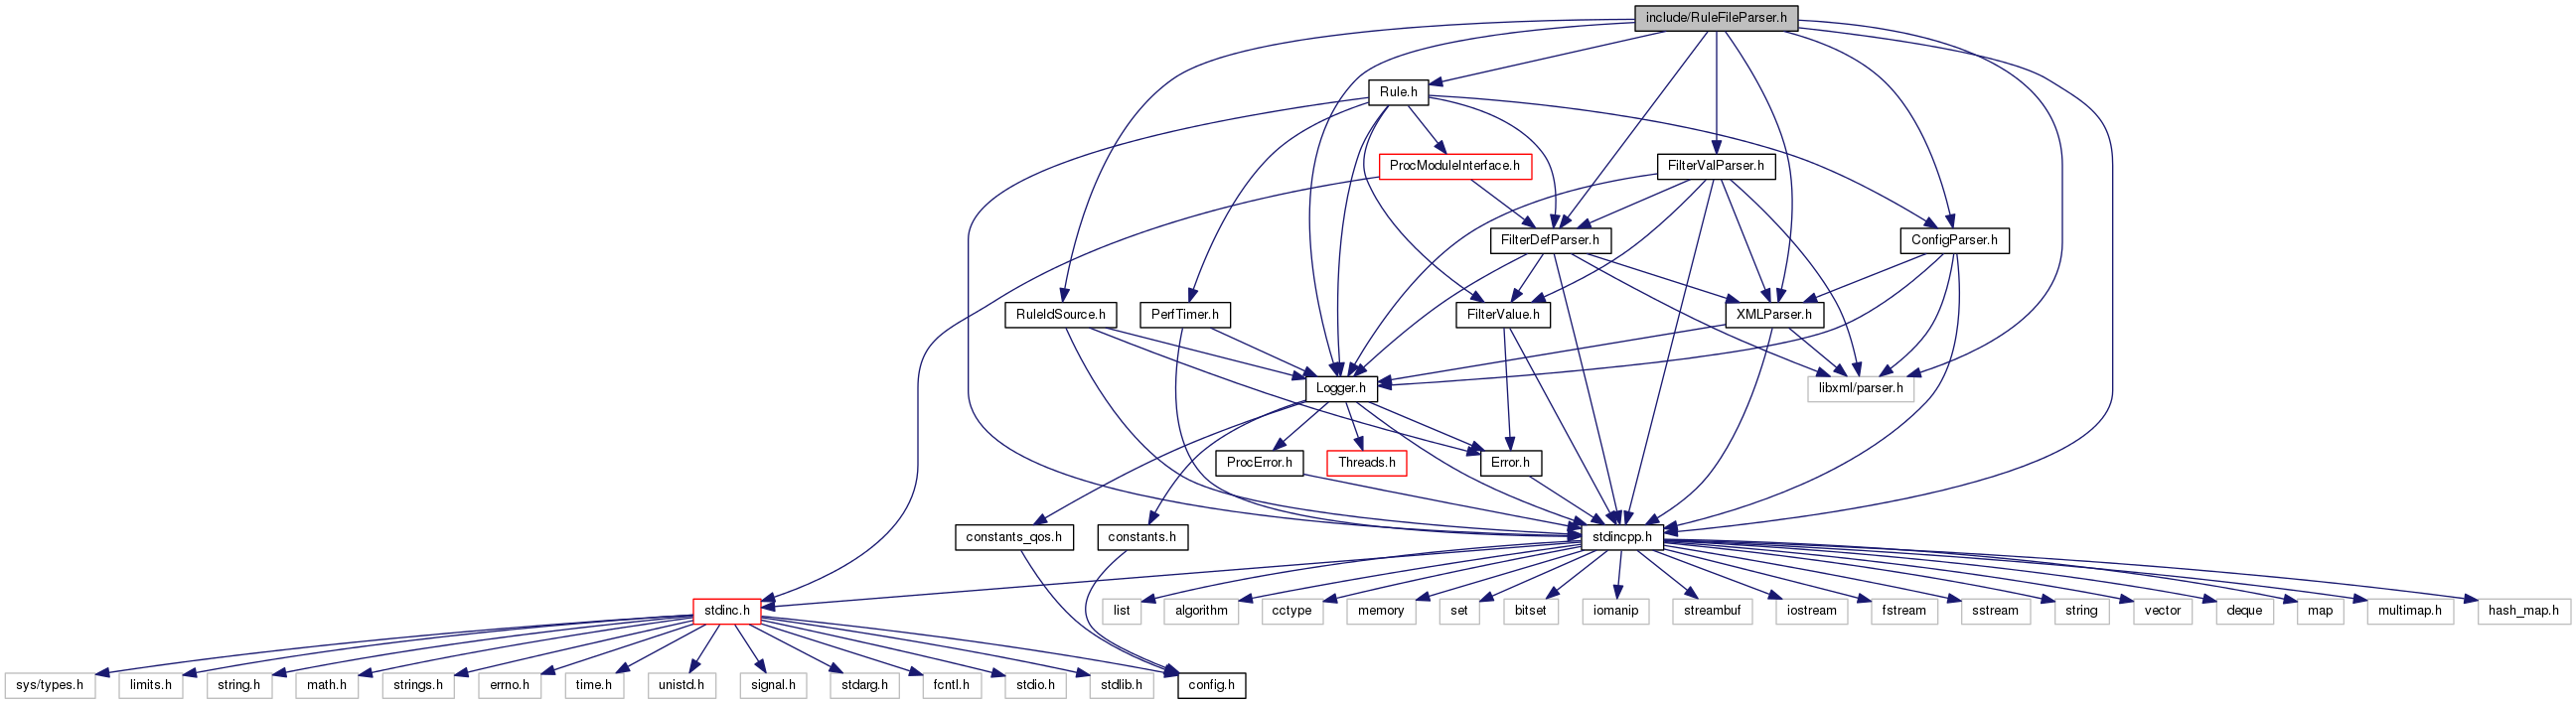 include/RuleFileParser.h
Rule.h
ProcModuleInterface.h
FilterValParser.h
FilterDefParser.h
ConfigParser.h
RuleIdSource.h
PerfTimer.h
FilterValue.h
XMLParser.h
Logger.h
libxml/parser.h
ProcError.h
Threads.h
Error.h
constants_qos.h
constants.h
stdincpp.h
stdinc.h
list
algorithm
cctype
memory
set
bitset
iomanip
streambuf
iostream
fstream
sstream
string
vector
deque
map
multimap.h
hash_map.h
sys/types.h
limits.h
string.h
math.h
strings.h
errno.h
time.h
unistd.h
signal.h
stdarg.h
fcntl.h
stdio.h
stdlib.h
config.h